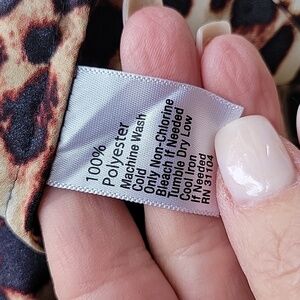 100%
Polyester
Machine Wash
Cold
Only Non-Chlorine
Bleach If Needed
Tumble Dry Low
Cool Iron
If Needed
RN 31104